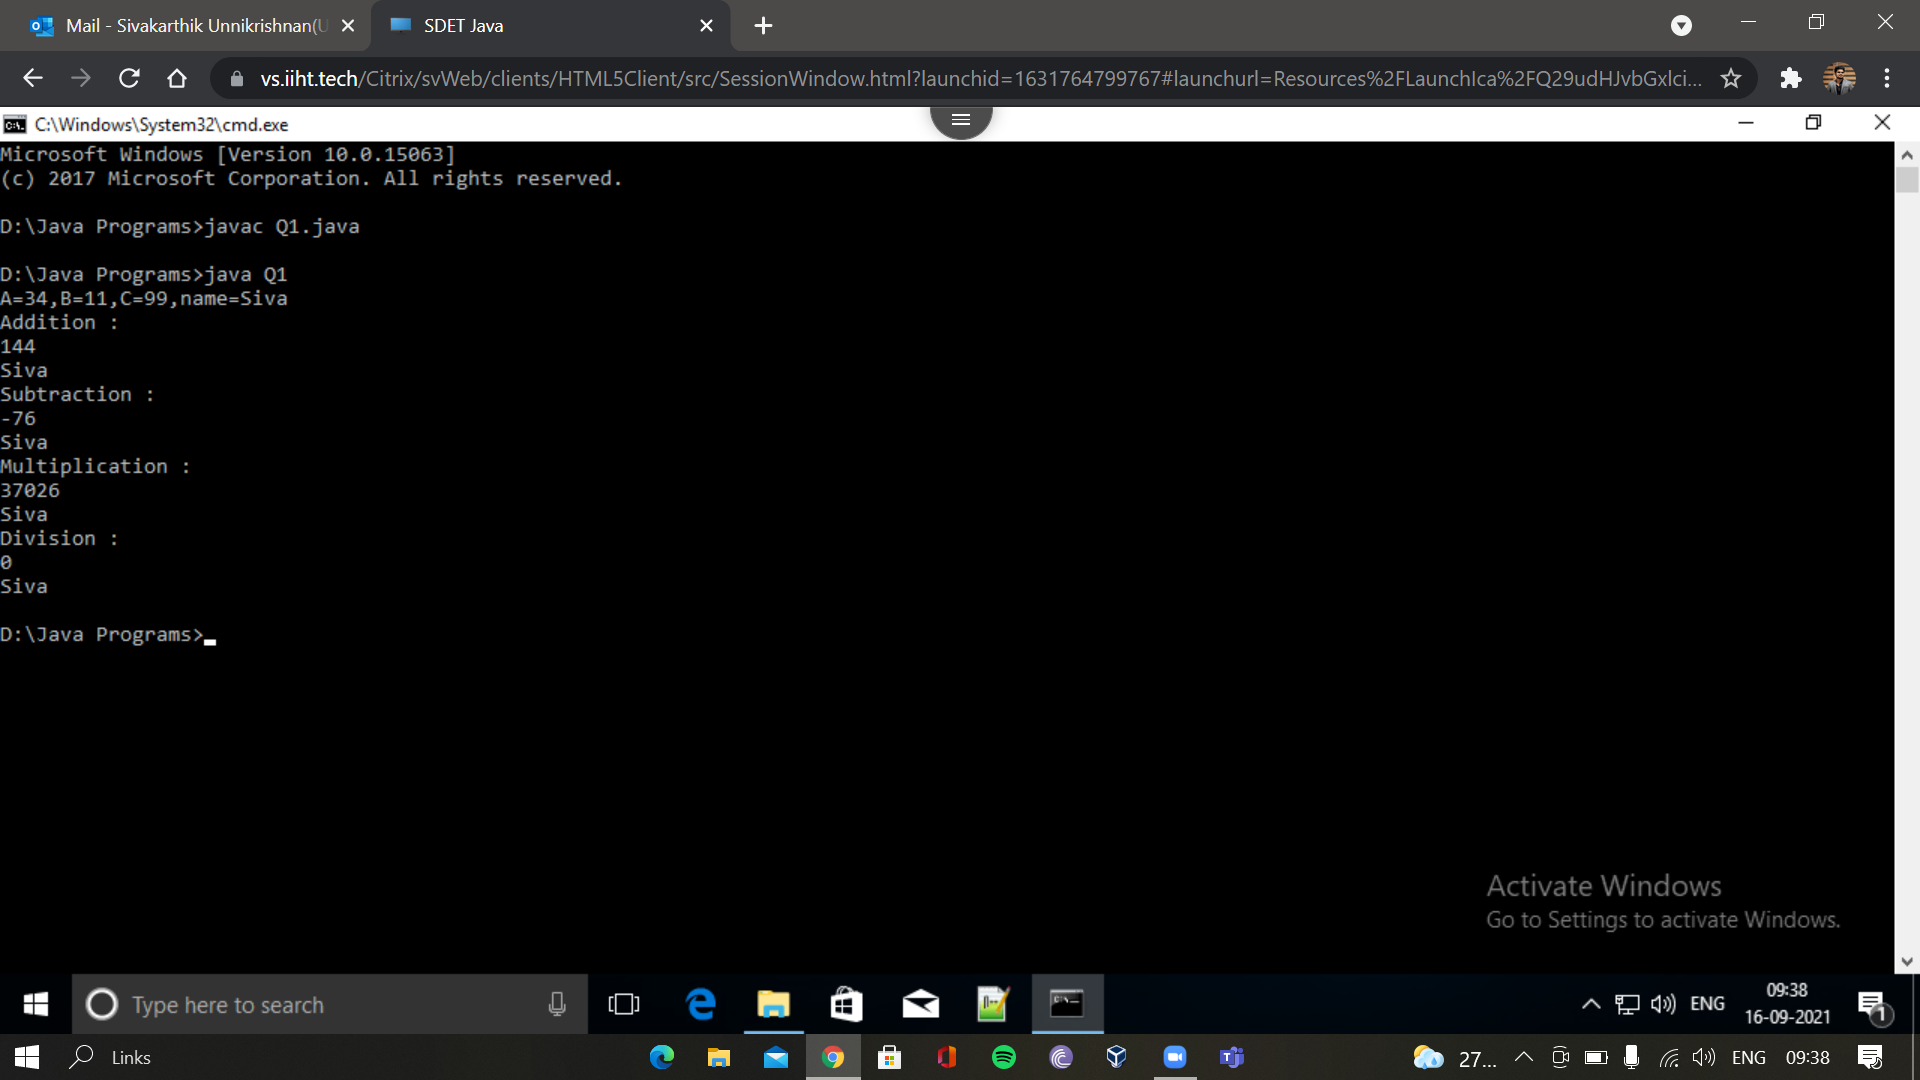 Mail - Sivakarthik Unnikrishnan(U
SDET Java
vs.iiht.tech/Citrix/svWeb/clients/HTML5Client/src/SessionWindow.html?launchid=1631764799767#launchurl=Resources%2FLaunchIca%2FQ29udHJvbGxlci...
C:\Windows\System32\cmd.exe
Microsoft Windows [Version 10.0.15063]
(c) 2017 Microsoft Corporation. All rights reserved.
D:\Java Programs>javac Q1.java
D:\Java Programs>java Q1
A=34,B=11,C=99,name=Siva
Addition :
144
Siva
Subtraction :
-76
Siva
Multiplication :
37026
Siva
Division :
0
Siva
D:\Java Programs>
Activate Windows
Go to Settings to activate Windows.
Type here to search
ENG
09:38
16-09-2021
1
Links
27...
ENG
09:38